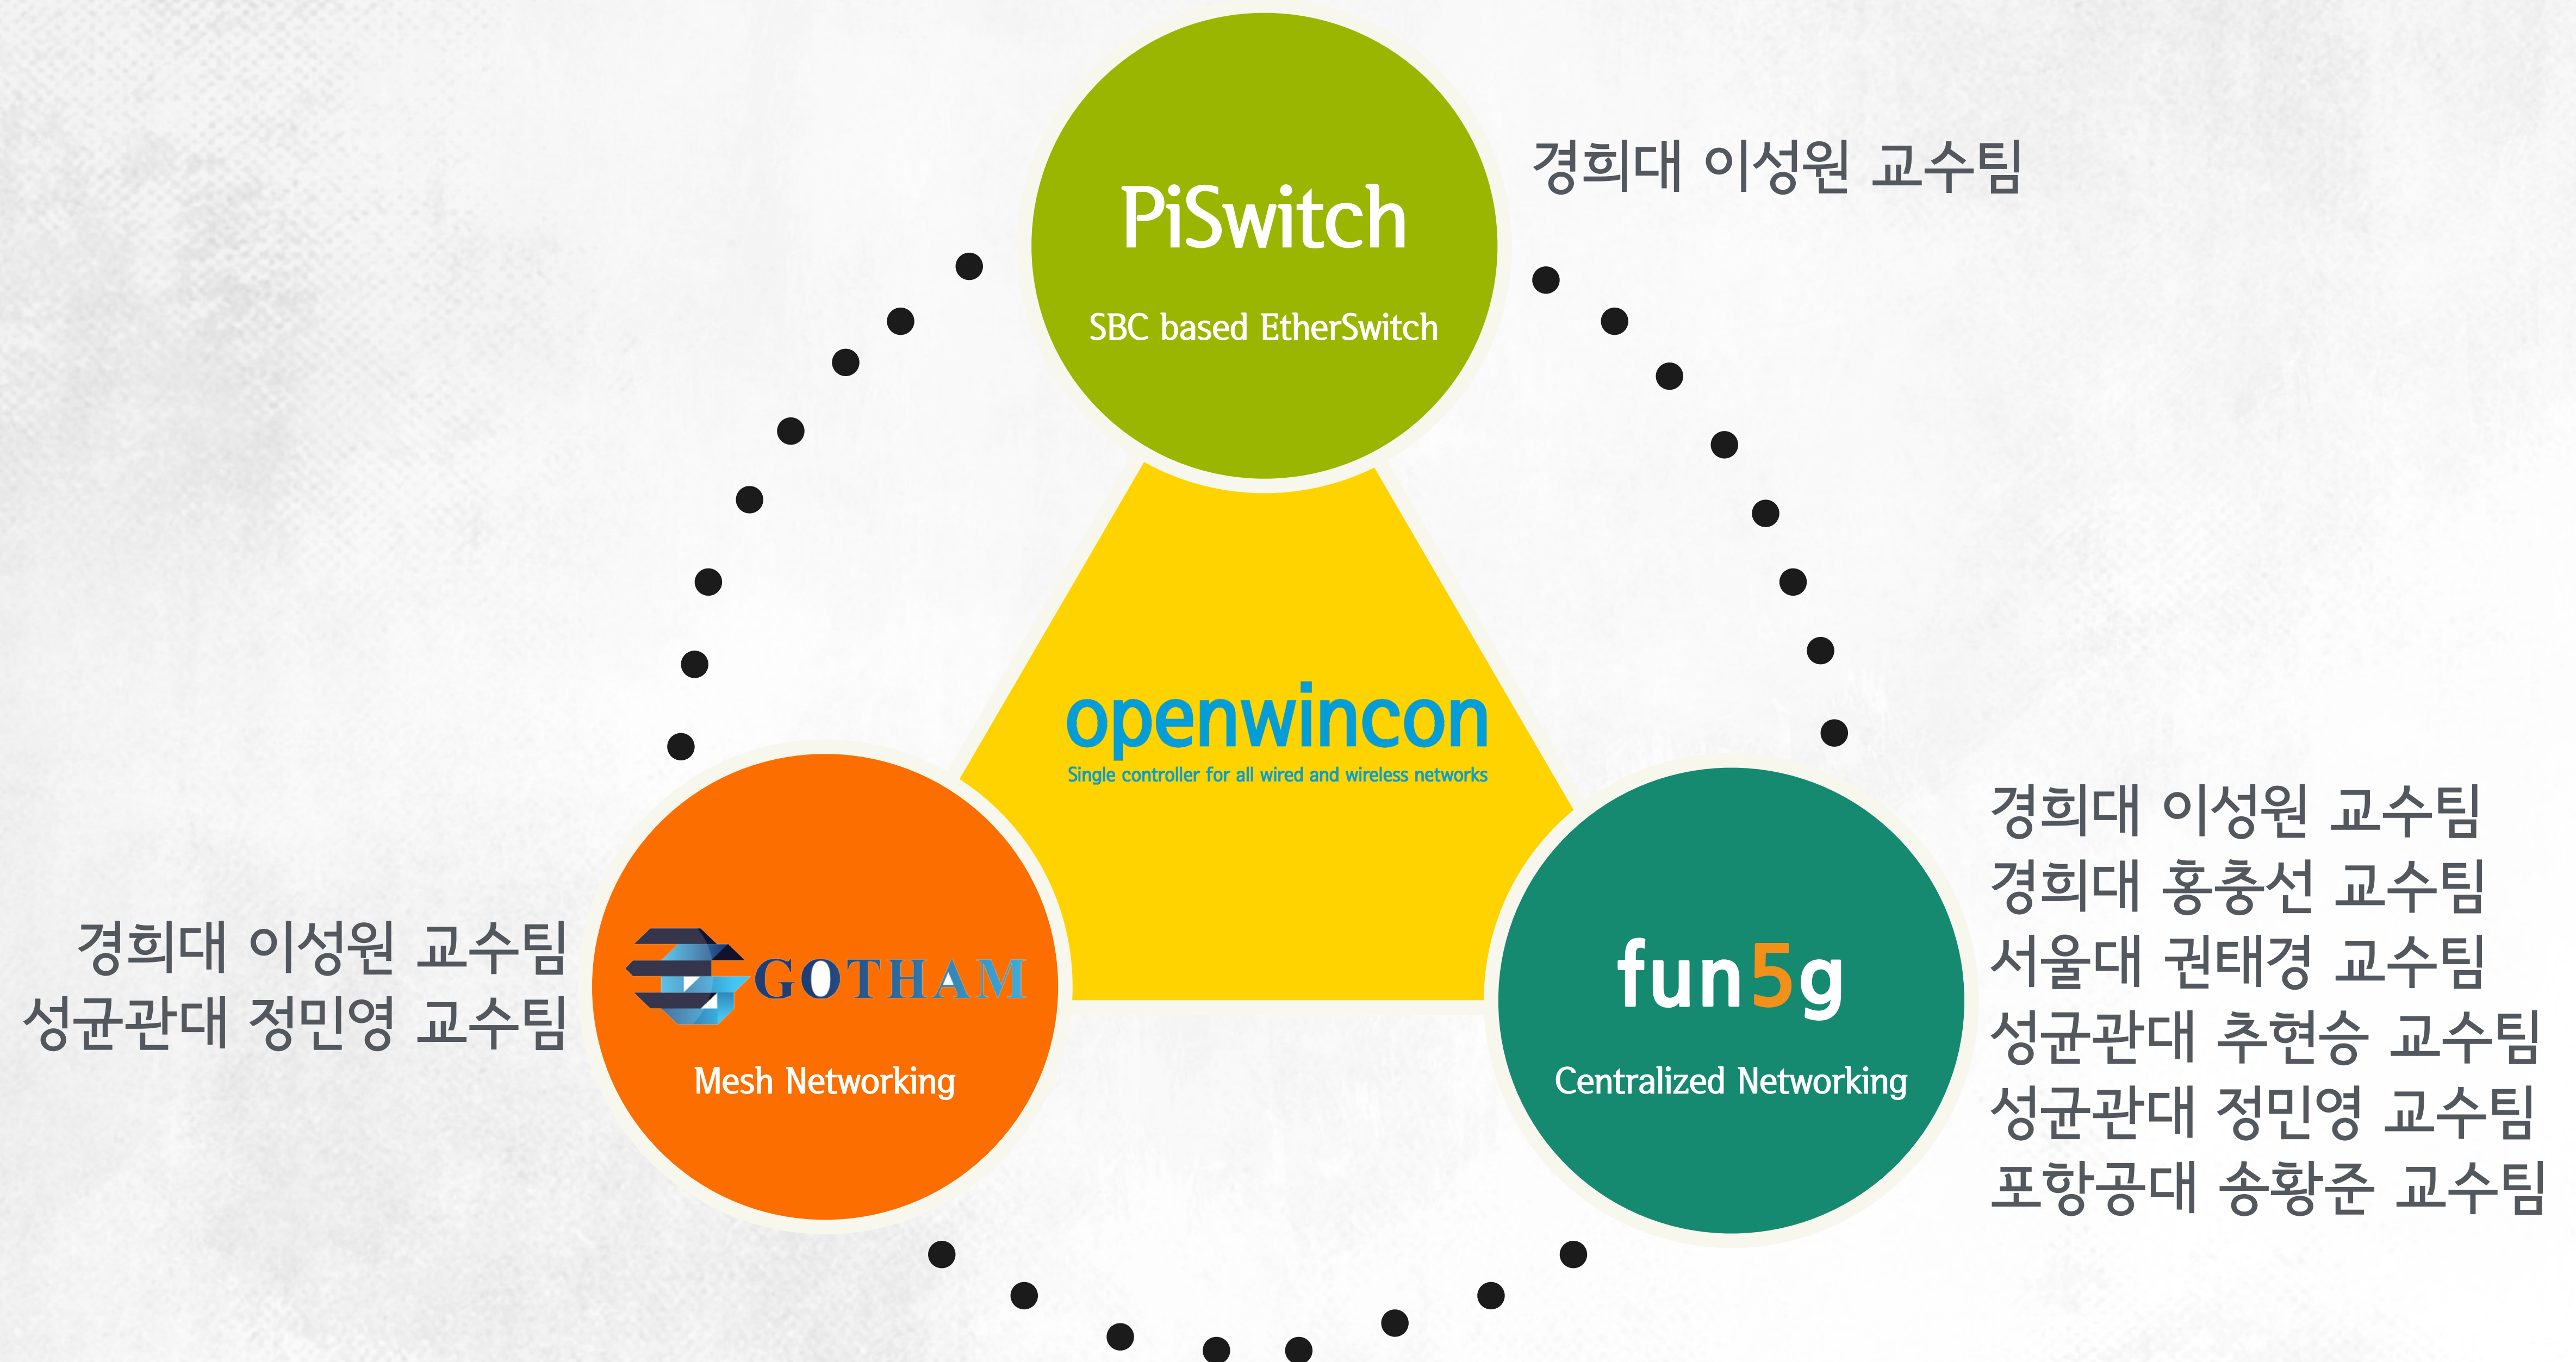 PiSwitch
SBC based EtherSwitch
경희대 이성원 교수팀
openwincon
Single controller for all wired and wireless networks
경희대 이성원 교수팀
성균관대 정민영 교수팀
GOTHAM
Mesh Networking
fun5g
Centralized Networking
경희대 이성원 교수팀
경희대 홍충선 교수팀
서울대 권태경 교수팀
성균관대 추현승 교수팀
성균관대 정민영 교수팀
포항공대 송황준 교수팀